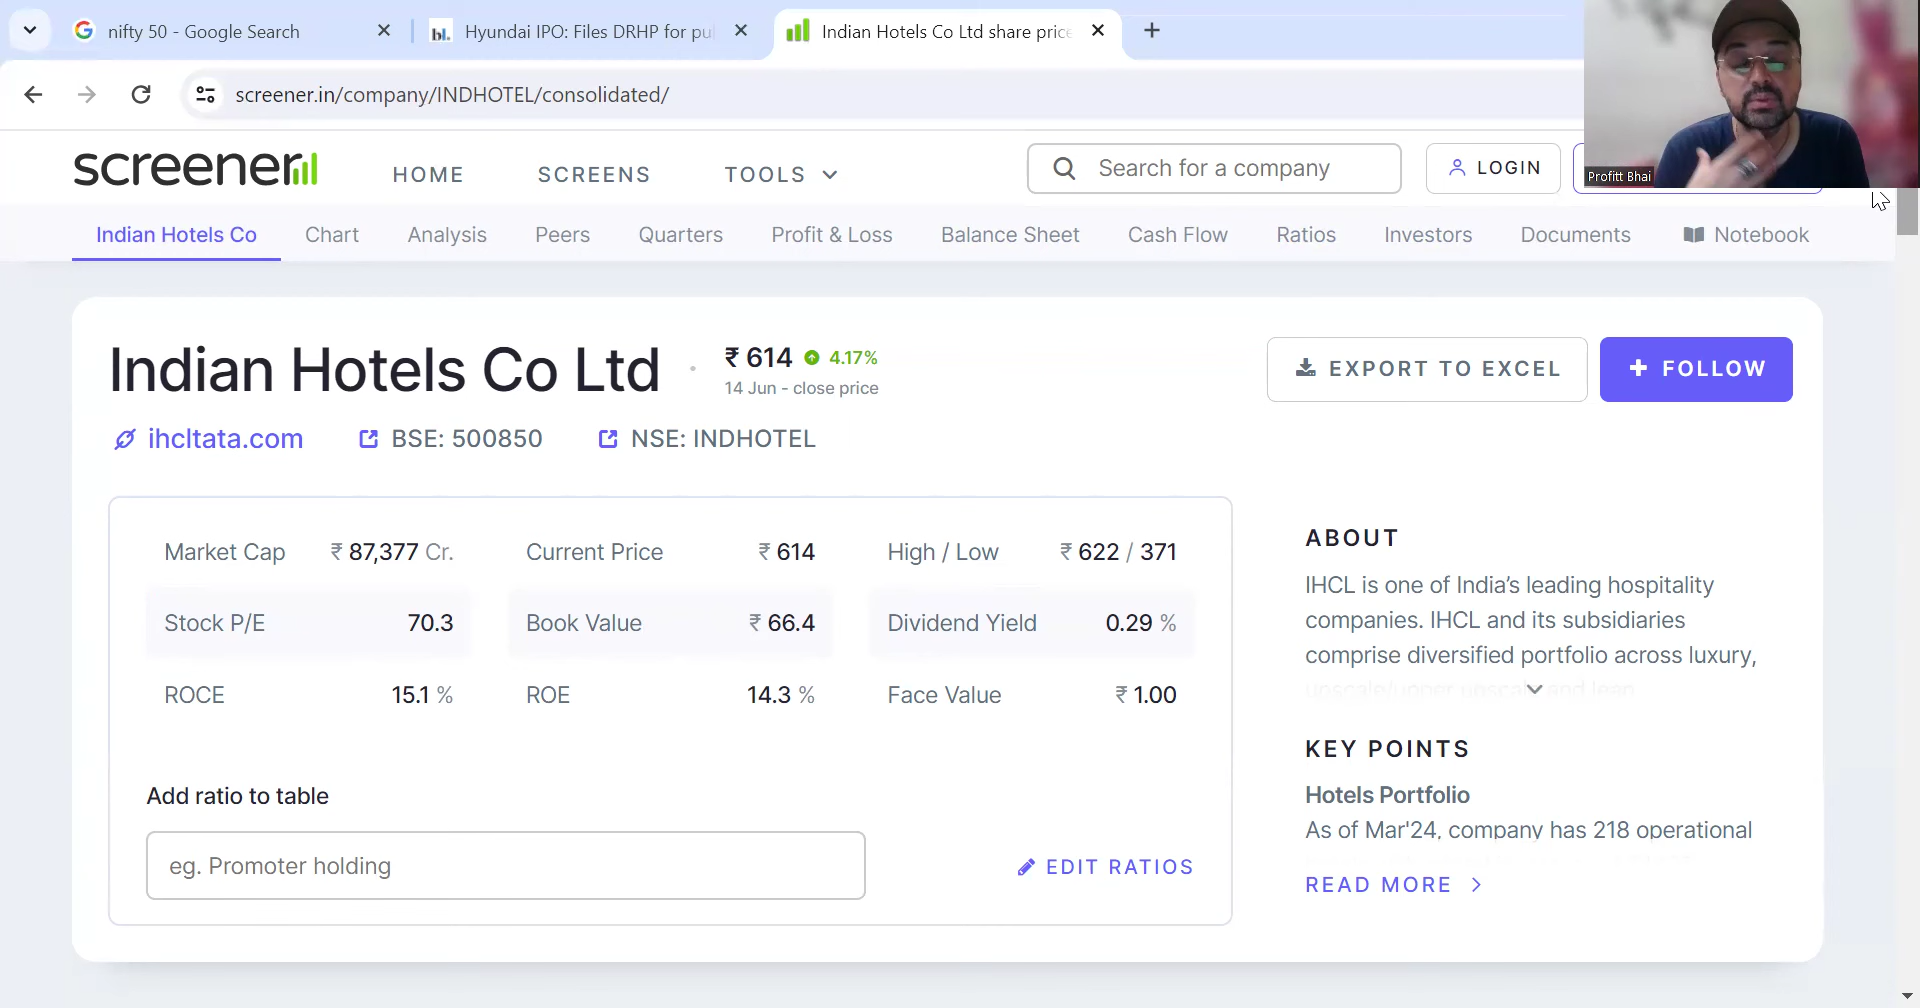 nifty 50 - Google Search
bl. Hyundai IPO: Files DRHP for pu
Indian Hotels Co Ltd share price
screener.in/company/INDHOTEL/consolidated/
Profitt Bhai
screener
HOME
SCREENS
TOOLS
Search for a company
LOGIN
Indian Hotels Co
Chart
Analysis
Peers
Quarters
Profit & Loss
Balance Sheet
Cash Flow
Ratios
Investors
Documents
Notebook
Indian Hotels Co Ltd
₹ 614 4.17%
14 Jun - close price
EXPORT TO EXCEL
+ FOLLOW
ihcltata.com
BSE: 500850
NSE: INDHOTEL
Market Cap ₹ 87,377 Cr.
Current Price ₹ 614
High / Low ₹ 622 / 371
Stock P/E 70.3
Book Value ₹ 66.4
Dividend Yield 0.29 %
ROCE 15.1 %
ROE 14.3 %
Face Value ₹ 1.00
Add ratio to table
eg. Promoter holding
EDIT RATIOS
ABOUT
IHCL is one of India’s leading hospitality
companies. IHCL and its subsidiaries
comprise diversified portfolio across luxury,
KEY POINTS
Hotels Portfolio
As of Mar'24, company has 218 operational
READ MORE